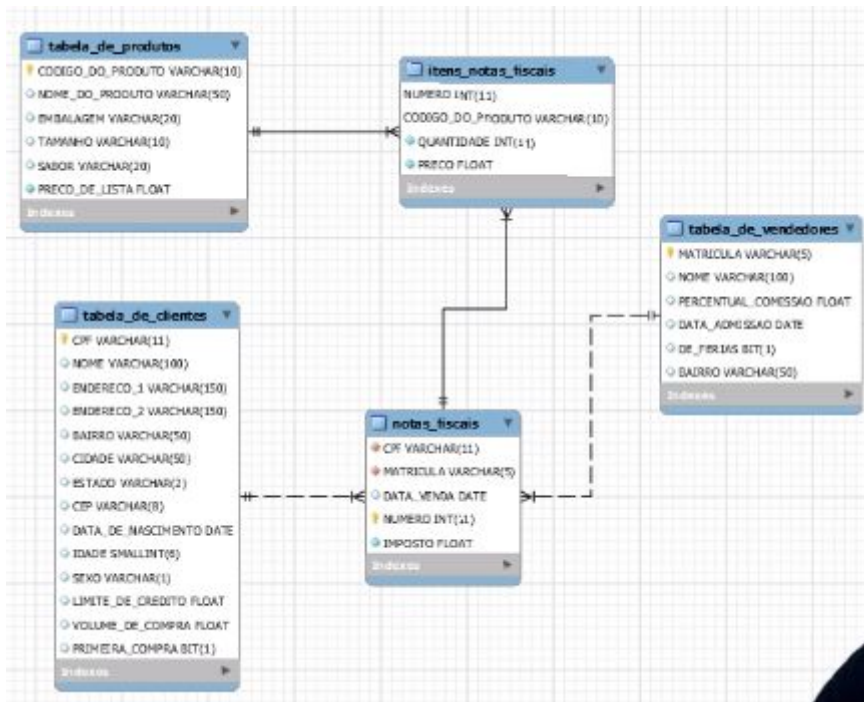 tabela_de_produtos
CODIGO_DO_PRODUTO VARCHAR(10)
NOME_DO_PRODUTO VARCHAR(50)
EMBALAGEM VARCHAR(20)
TAMANHO VARCHAR(10)
SABOR VARCHAR(20)
PRECO_DE_LISTA FLOAT
Indexes
itens_notas_fiscais
NUMERO INT(11)
CODIGO_DO_PRODUTO VARCHAR(10)
QUANTIDADE INT(11)
PRECO FLOAT
Indexes
tabela_de_vendedores
MATRICULA VARCHAR(5)
NOME VARCHAR(100)
PERCENTUAL_COMISSAO FLOAT
DATA_ADMISSAO DATE
DE_FERIAS BIT(1)
BAIRRO VARCHAR(50)
Indexes
tabela_de_clientes
CPF VARCHAR(11)
NOME VARCHAR(100)
ENDERECO_1 VARCHAR(150)
ENDERECO_2 VARCHAR(150)
BAIRRO VARCHAR(50)
CIDADE VARCHAR(50)
ESTADO VARCHAR(2)
CEP VARCHAR(8)
DATA_DE_NASCIMENTO DATE
IDADE SMALLINT(6)
SEXO VARCHAR(1)
LIMITE_DE_CREDITO FLOAT
VOLUME_DE_COMPRA FLOAT
PRIMEIRA_COMPRA BIT(1)
Indexes
notas_fiscais
CPF VARCHAR(11)
MATRICULA VARCHAR(5)
DATA_VENDA DATE
NUMERO INT(11)
IMPOSTO FLOAT
Indexes